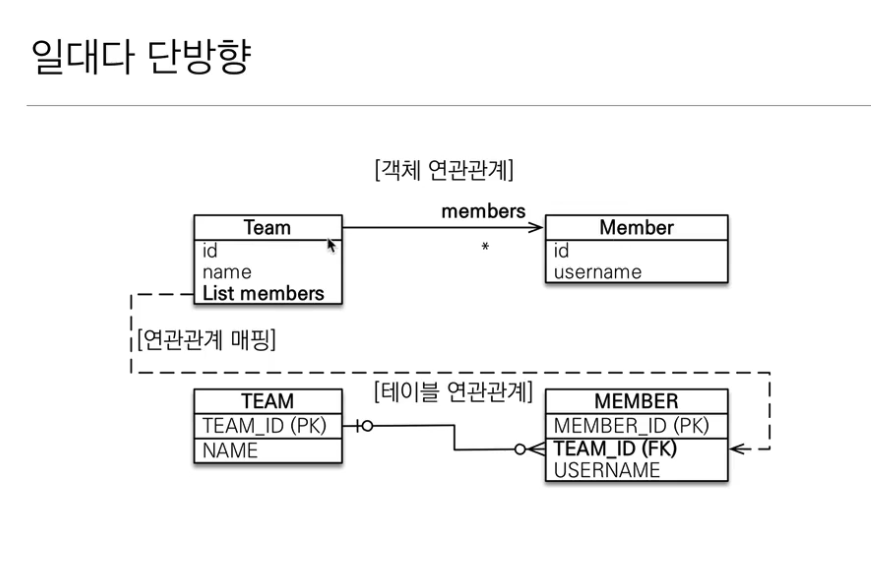 일대다 단방향
[객체 연관관계]
members
Team
Member
*
id
name
List members
id
username
[연관관계 매핑]
[테이블 연관관계]
TEAM
TEAM_ID (PK)
NAME
MEMBER
MEMBER_ID (PK)
TEAM_ID (FK)
USERNAME